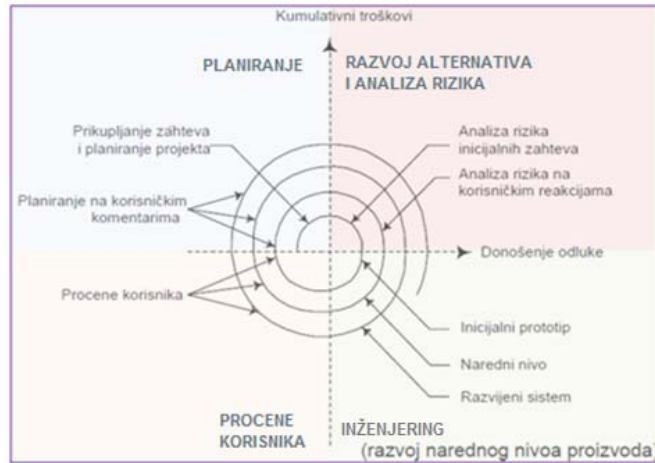 Kumulativni troškovi
PLANIRANJE
RAZVOJ ALTERNATIVA
I ANALIZA RIZIKA
Prikupljanje zahteva
i planiranje projekta
Analiza rizika
inicijalnih zahteva
Planiranje na korisničkim
komentarima
Analiza rizika na
korisničkim reakcijama
Donošenje odluke
Procene korisnika
Inicijalni prototip
Naredni nivo
Razvijeni sistem
PROCENE
KORISNIKA
INŽENJERING
(razvoj narednog nivoa proizvoda)